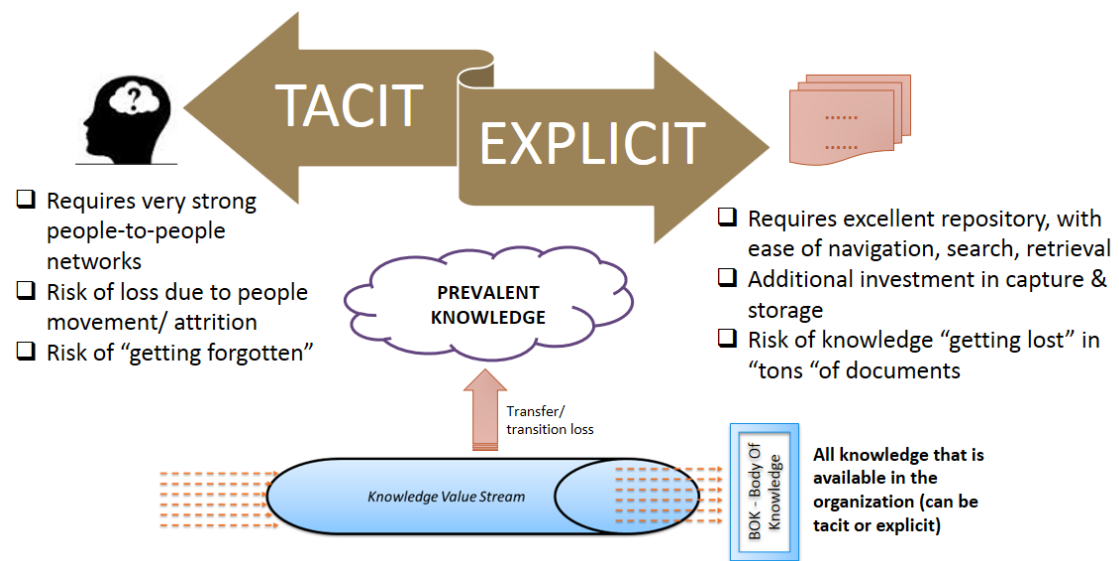 TACIT
EXPLICIT
?
❑ Requires very strong
people-to-people
networks
❑ Risk of loss due to people
movement/ attrition
❑ Risk of “getting forgotten”
......
......
❑ Requires excellent repository, with
ease of navigation, search, retrieval
❑ Additional investment in capture &
storage
❑ Risk of knowledge “getting lost” in
“tons “of documents
PREVALENT
KNOWLEDGE
Transfer/
transition loss
Knowledge Value Stream
BOK - Body Of
Knowledge
All knowledge that is
available in the
organization (can be
tacit or explicit)